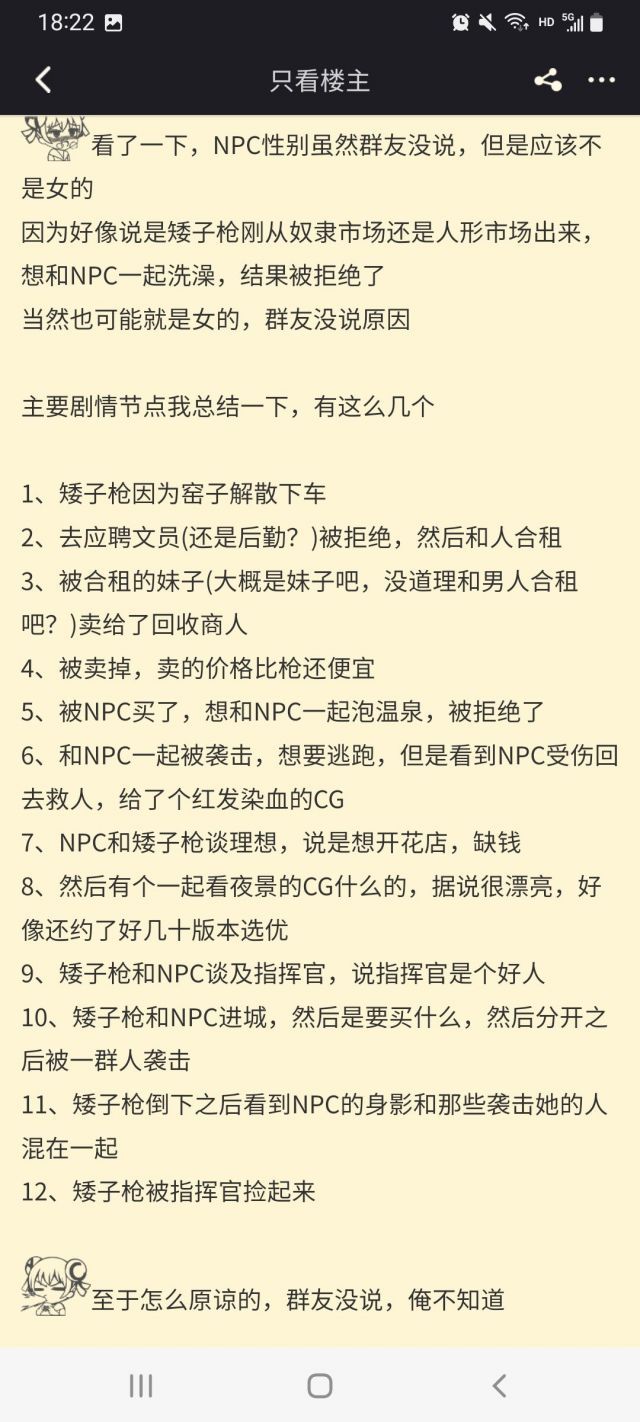 18:22
HD 5G
只看楼主
看了一下，NPC性别虽然群友没说，但是应该不
是女的
因为好像说是矮子枪刚从奴隶市场还是人形市场出来，
想和NPC一起洗澡，结果被拒绝了
当然也可能就是女的，群友没说原因
主要剧情节点我总结一下，有这么几个
1、矮子枪因为窑子解散下车
2、去应聘文员(还是后勤？)被拒绝，然后和人合租
3、被合租的妹子(大概是妹子吧，没道理和男人合租
吧？)卖给了回收商人
4、被卖掉，卖的价格比枪还便宜
5、被NPC买了，想和NPC一起泡温泉，被拒绝了
6、和NPC一起被袭击，想要逃跑，但是看到NPC受伤回
去救人，给了个红发染血的CG
7、NPC和矮子枪谈理想，说是想开花店，缺钱
8、然后有个一起看夜景的CG什么的，据说很漂亮，好
像还约了好几十版本选优
9、矮子枪和NPC谈及指挥官，说指挥官是个好人
10、矮子枪和NPC进城，然后是要买什么，然后分开之
后被一群人袭击
11、矮子枪倒下之后看到NPC的身影和那些袭击她的人
混在一起
12、矮子枪被指挥官捡起来
至于怎么原谅的，群友没说，俺不知道